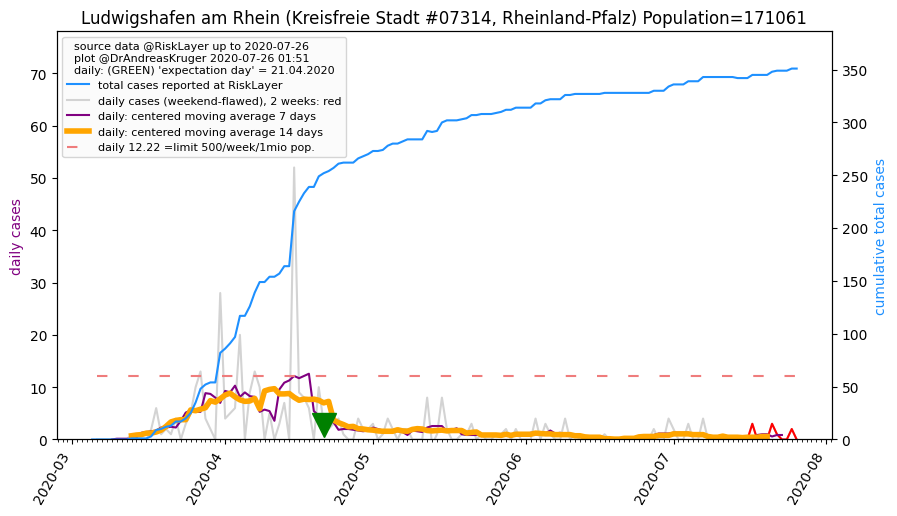 Ludwigshafen am Rhein (Kreisfreie Stadt #07314, Rheinland-Pfalz) Population=171061
source data @RiskLayer up to 2020-07-26
plot @DrAndreasKruger 2020-07-26 01:51
daily: (GREEN) 'expectation day' = 21.04.2020
total cases reported at RiskLayer
daily cases (weekend-flawed), 2 weeks: red
daily: centered moving average 7 days
daily: centered moving average 14 days
daily 12.22 =limit 500/week/1mio pop.
daily cases
70
60
50
40
30
20
10
0
cumulative total cases
350
300
250
200
150
100
50
0
2020-03
2020-04
2020-05
2020-06
2020-07
2020-08